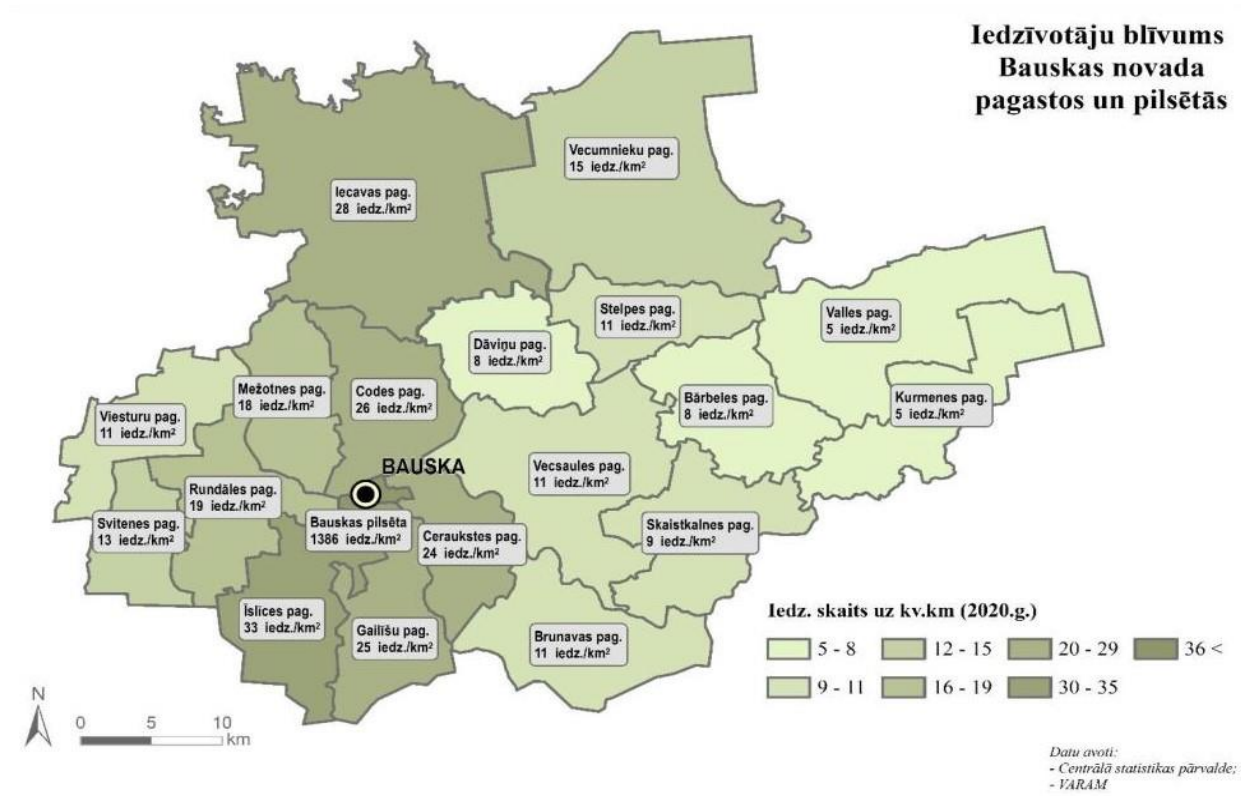 Iedzīvotāju blīvums
Bauskas novada
pagastos un pilsētās
Vecumnieku pag.
15 iedz./km²
Iecavas pag.
28 iedz./km²
Stelpes pag.
11 iedz./km²
Valles pag.
5 iedz./km²
Dāviņu pag.
8 iedz./km²
Mežotnes pag.
18 iedz./km²
Codes pag.
26 iedz./km²
Bārbeles pag.
8 iedz./km²
Kurmenes pag.
5 iedz./km²
Viesturu pag.
11 iedz./km²
BAUSKA
Vecsaules pag.
11 iedz./km²
Rundāles pag.
19 iedz./km²
Svitenes pag.
13 iedz./km²
Bauskas pilsēta
1386 iedz./km²
Ceraukstes pag.
24 iedz./km²
Skaistkalnes pag.
9 iedz./km²
Īslīces pag.
33 iedz./km²
Gailīšu pag.
25 iedz./km²
Brunavas pag.
11 iedz./km²
Iedz. skaits uz kv.km (2020.g.)
5 - 8 12 - 15 20 - 29 36 <
9 - 11 16 - 19 30 - 35
N
0 5 10
km
Datu avoti:
- Centrālā statistikas pārvalde;
- VARAM